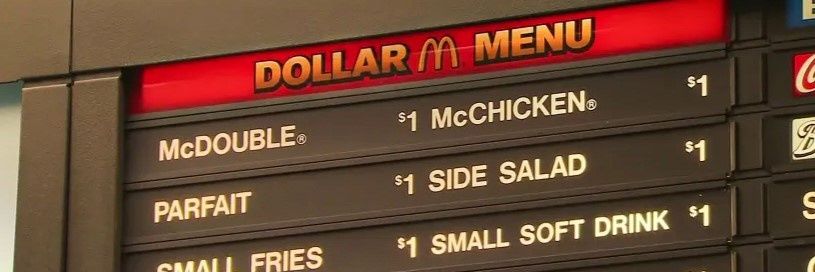 DOLLAR M MENU
McDOUBLE® $1 McCHICKEN® $1
PARFAIT $1 SIDE SALAD $1
SMALL FRIES $1 SMALL SOFT DRINK $1